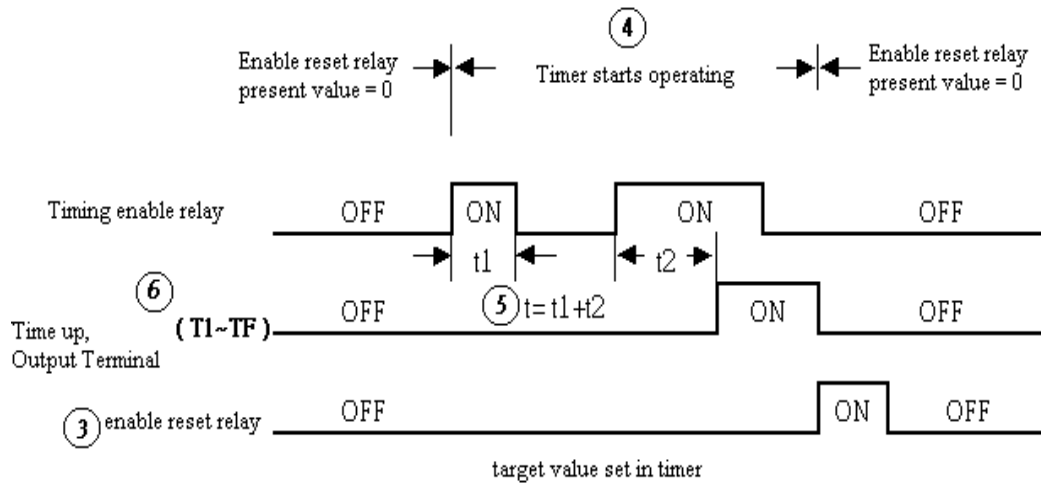 4
Enable reset relay
present value = 0
Timer starts operating
Enable reset relay
present value = 0
Timing enable relay
OFF
ON
ON
OFF
t1
t2
6
Time up,
Output Terminal
( T1~TF )
OFF
5 t= t1+t2
ON
OFF
3 enable reset relay
OFF
ON
OFF
target value set in timer